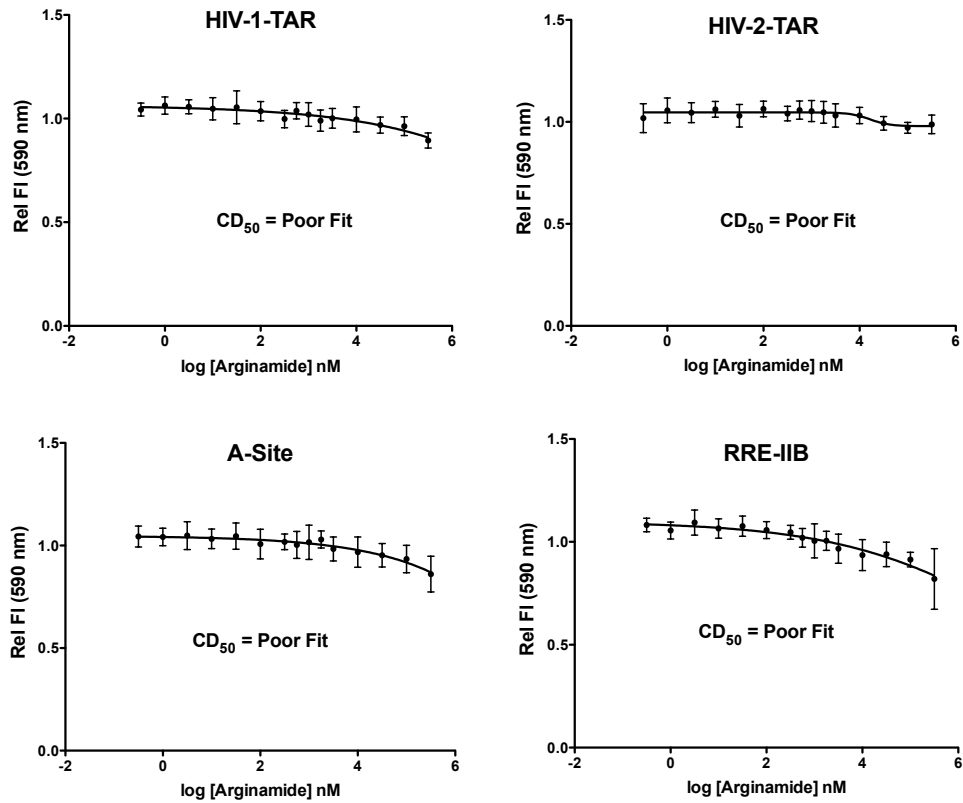 HIV-1-TAR
1.5
1.0
0.5
0.0
Rel FI (590 nm)
CD50 = Poor Fit
-2 0 2 4 6
log [Arginamide] nM
HIV-2-TAR
1.5
1.0
0.5
0.0
Rel FI (590 nm)
CD50 = Poor Fit
-2 0 2 4 6
log [Arginamide] nM
A-Site
1.5
1.0
0.5
0.0
Rel FI (590 nm)
CD50 = Poor Fit
-2 0 2 4 6
log [Arginamide] nM
RRE-IIB
1.5
1.0
0.5
0.0
Rel FI (590 nm)
CD50 = Poor Fit
-2 0 2 4 6
log [Arginamide] nM